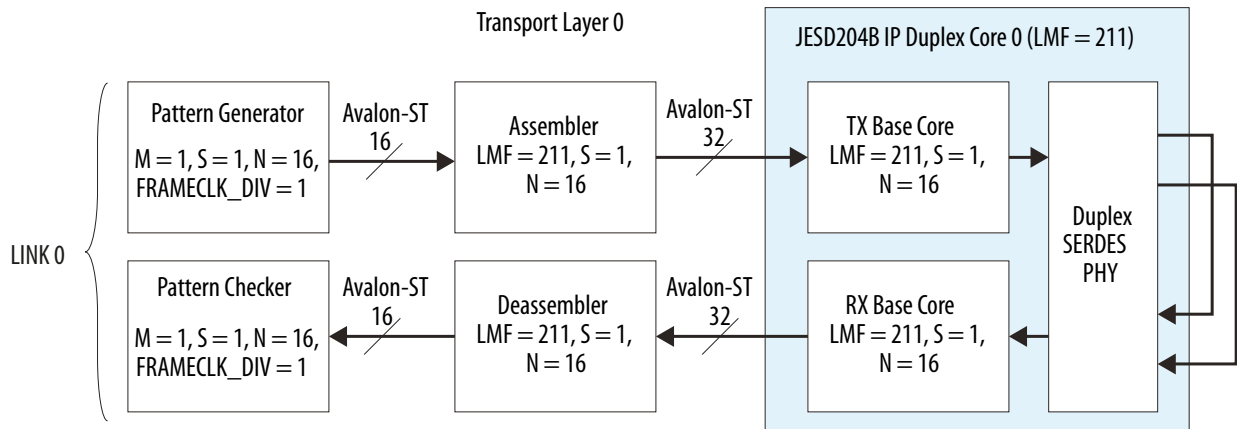 Transport Layer 0
JESD204B IP Duplex Core 0 (LMF = 211)
LINK 0
Pattern Generator
M = 1, S = 1, N = 16,
FRAMECLK_DIV = 1
Avalon-ST
16
Assembler
LMF = 211, S = 1,
N = 16
Avalon-ST
32
TX Base Core
LMF = 211, S = 1,
N = 16
Duplex
SERDES
PHY
Pattern Checker
M = 1, S = 1, N = 16,
FRAMECLK_DIV = 1
Avalon-ST
16
Deassembler
LMF = 211, S = 1,
N = 16
Avalon-ST
32
RX Base Core
LMF = 211, S = 1,
N = 16